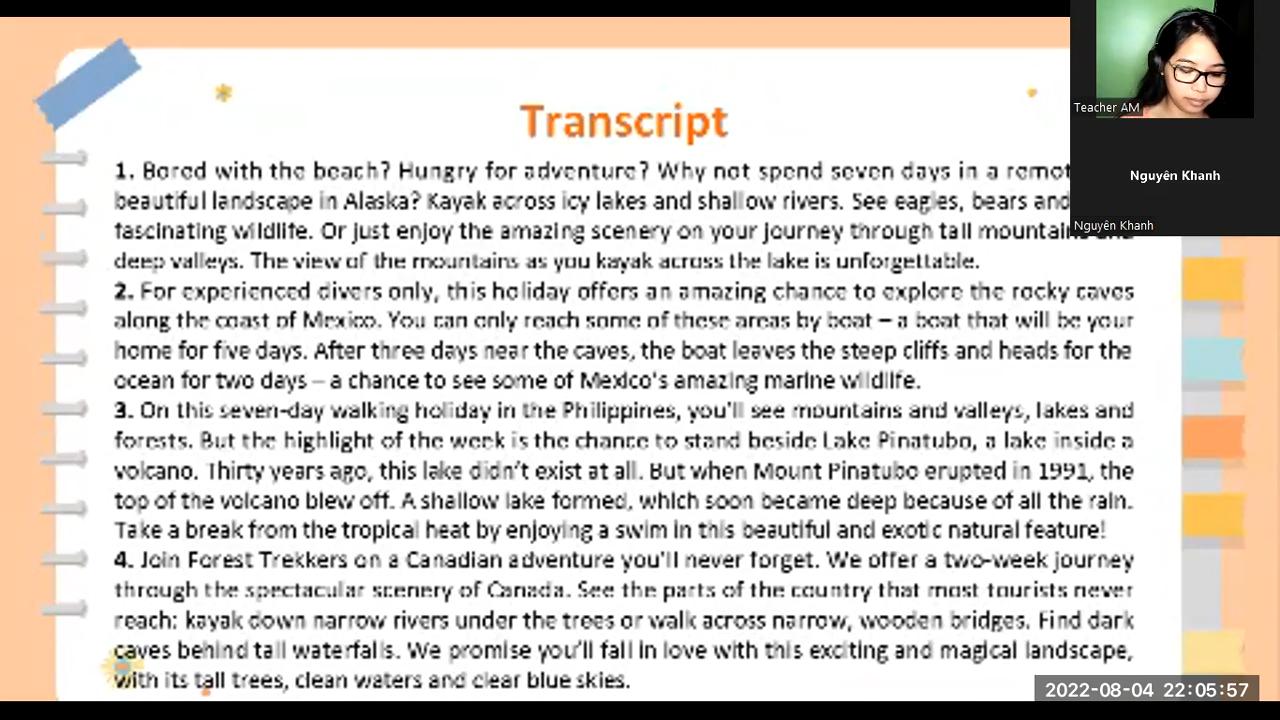 Transcript
1. Bored with the beach? Hungry for adventure? Why not spend seven days in a remot
beautiful landscape in Alaska? Kayak across icy lakes and shallow rivers. See eagles, bears and
fascinating wildlife. Or just enjoy the amazing scenery on your journey through tall mountains and
deep valleys. The view of the mountains as you kayak across the lake is unforgettable.
2. For experienced divers only, this holiday offers an amazing chance to explore the rocky caves
along the coast of Mexico. You can only reach some of these areas by boat – a boat that will be your
home for five days. After three days near the caves, the boat leaves the steep cliffs and heads for the
ocean for two days – a chance to see some of Mexico's amazing marine wildlife.
3. On this seven-day walking holiday in the Philippines, you'll see mountains and valleys, lakes and
forests. But the highlight of the week is the chance to stand beside Lake Pinatubo, a lake inside a
volcano. Thirty years ago, this lake didn't exist at all. But when Mount Pinatubo erupted in 1991, the
top of the volcano blew off. A shallow lake formed, which soon became deep because of all the rain.
Take a break from the tropical heat by enjoying a swim in this beautiful and exotic natural feature!
4. Join Forest Trekkers on a Canadian adventure you'll never forget. We offer a two-week journey
through the spectacular scenery of Canada. See the parts of the country that most tourists never
reach: kayak down narrow rivers under the trees or walk across narrow, wooden bridges. Find dark
caves behind tall waterfalls. We promise you'll fall in love with this exciting and magical landscape,
with its tall trees, clean waters and clear blue skies.
Teacher AM
Nguyên Khanh
Nguyên Khanh
2022-08-04 22:05:57